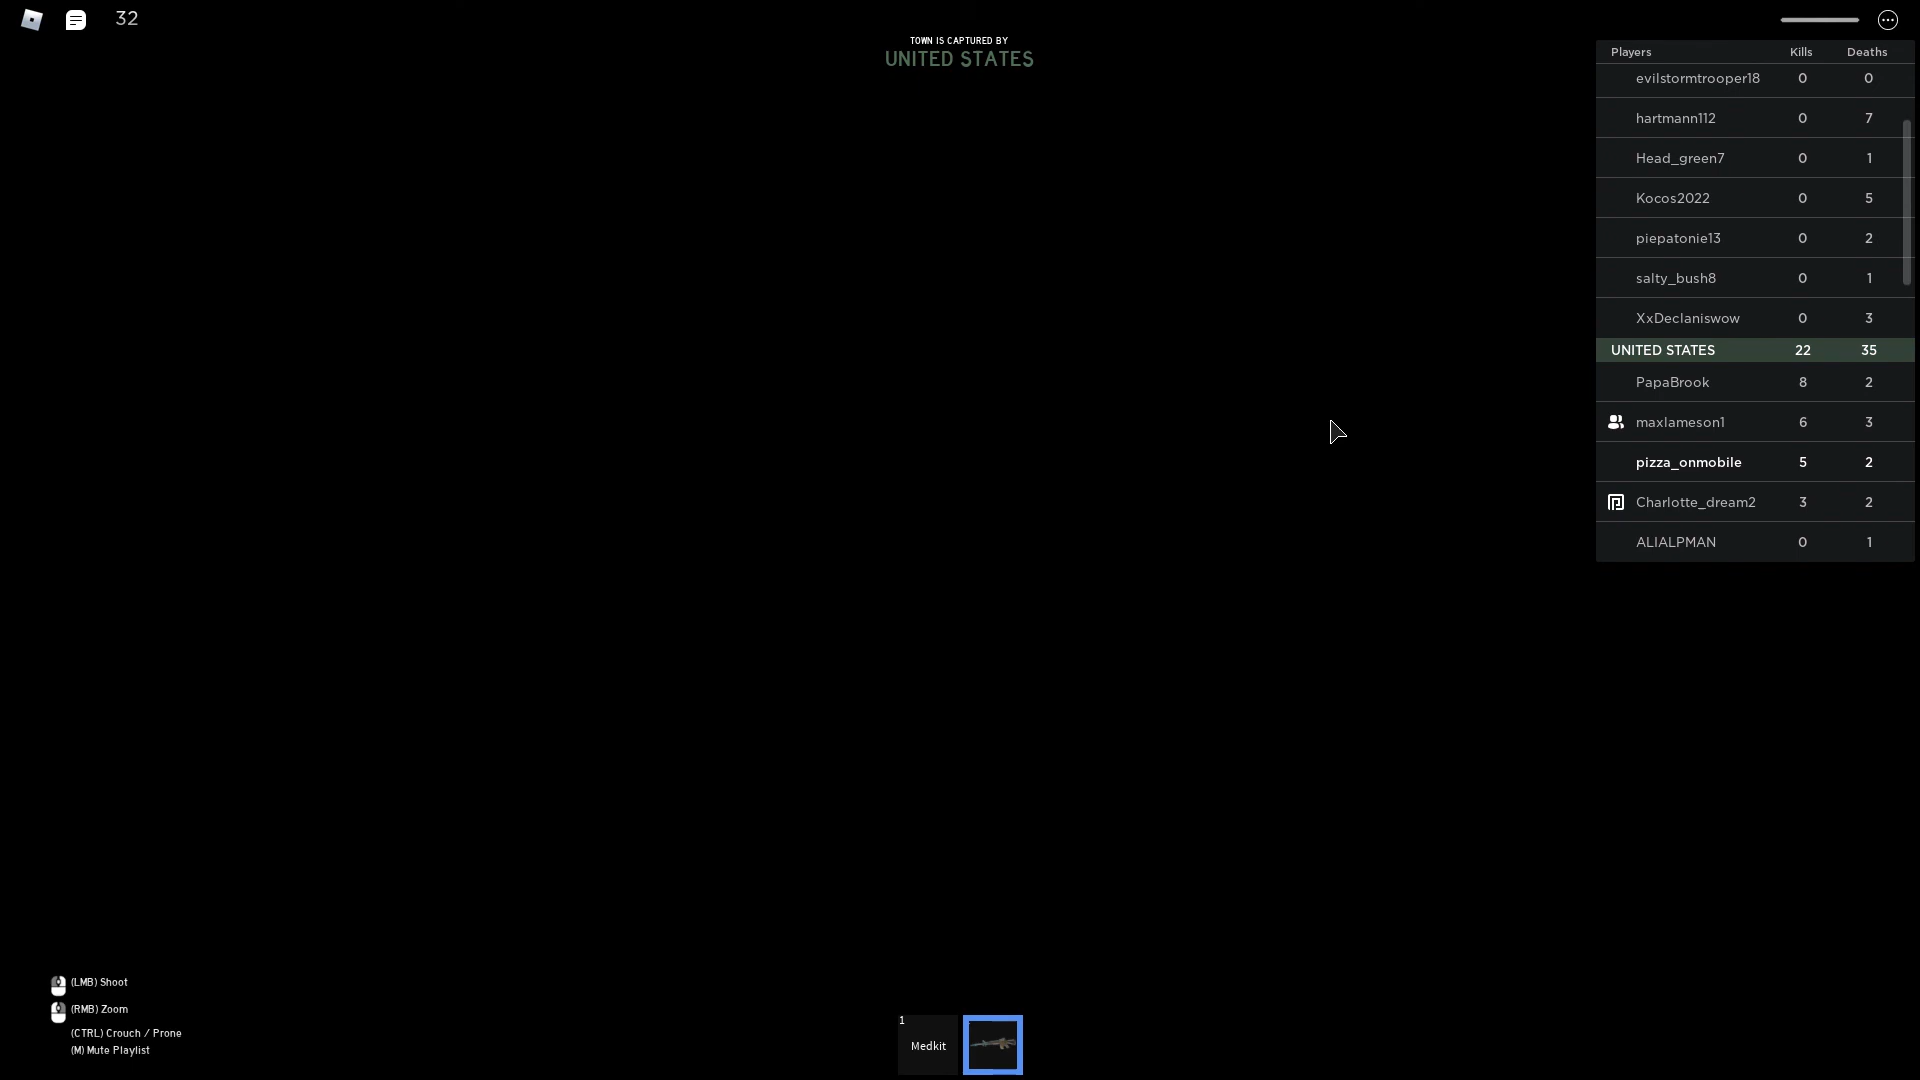 32
TOWN IS CAPTURED BY
UNITED STATES
Players Kills Deaths
evilstormtrooper18 0 0
hartmann112 0 7
Head_green7 0 1
Kocos2022 0 5
piepatonie13 0 2
salty_bush8 0 1
XxDeclaniswow 0 3
UNITED STATES 22 35
PapaBrook 8 2
maxlameson1 6 3
pizza_onmobile 5 2
Charlotte_dream2 3 2
ALIALPMAN 0 1
(LMB) Shoot
(RMB) Zoom
(CTRL) Crouch / Prone
(M) Mute Playlist
1
Medkit